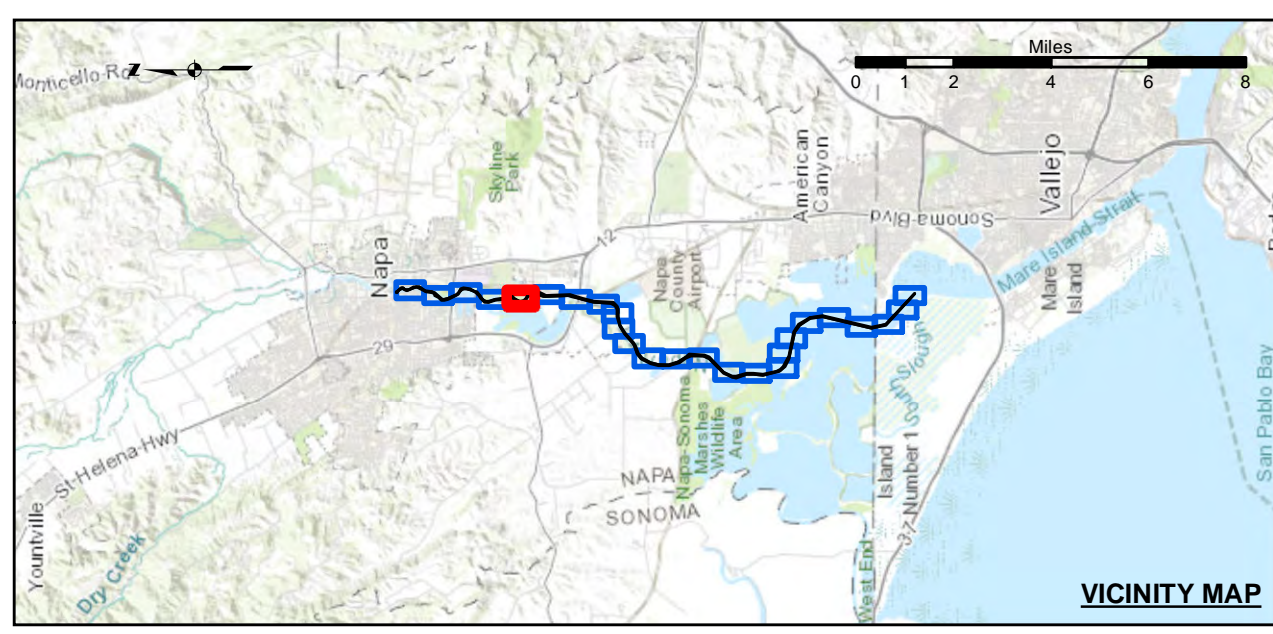 Miles
0 1 2 4 6 8
Monticello Rd
Z
Skyline
Park
American
Canyon
Vallejo
Sonoma-Blvd
Mare Island-Strait
Mare
Island
12
Napa
Napa
County
Airport
29
South Slough
St-Helena-Hwy
Napa-Sonoma
Marshes
Wildlife
Area
NAPA
SONOMA
Island
Number 1
37
San Pablo Bay
Yountville
Dry Creek
West End
VICINITY MAP